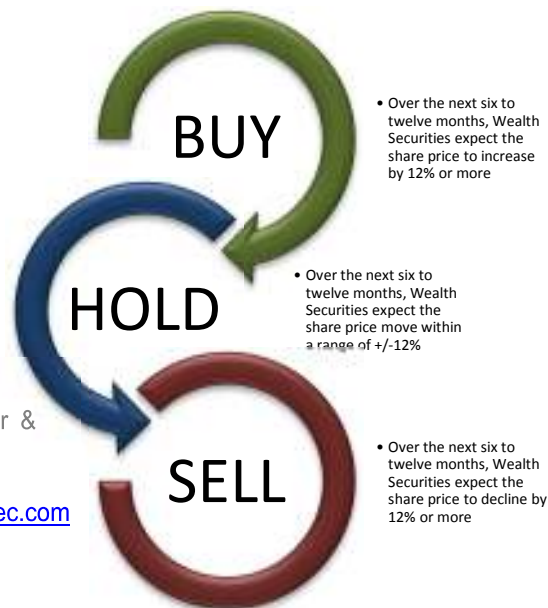 BUY
• Over the next six to
twelve months, Wealth
Securities expect the
share price to increase
by 12% or more
HOLD
• Over the next six to
twelve months, Wealth
Securities expect the
share price move within
a range of +/-12%
r &
ec.com
SELL
• Over the next six to
twelve months, Wealth
Securities expect the
share price to decline by
12% or more